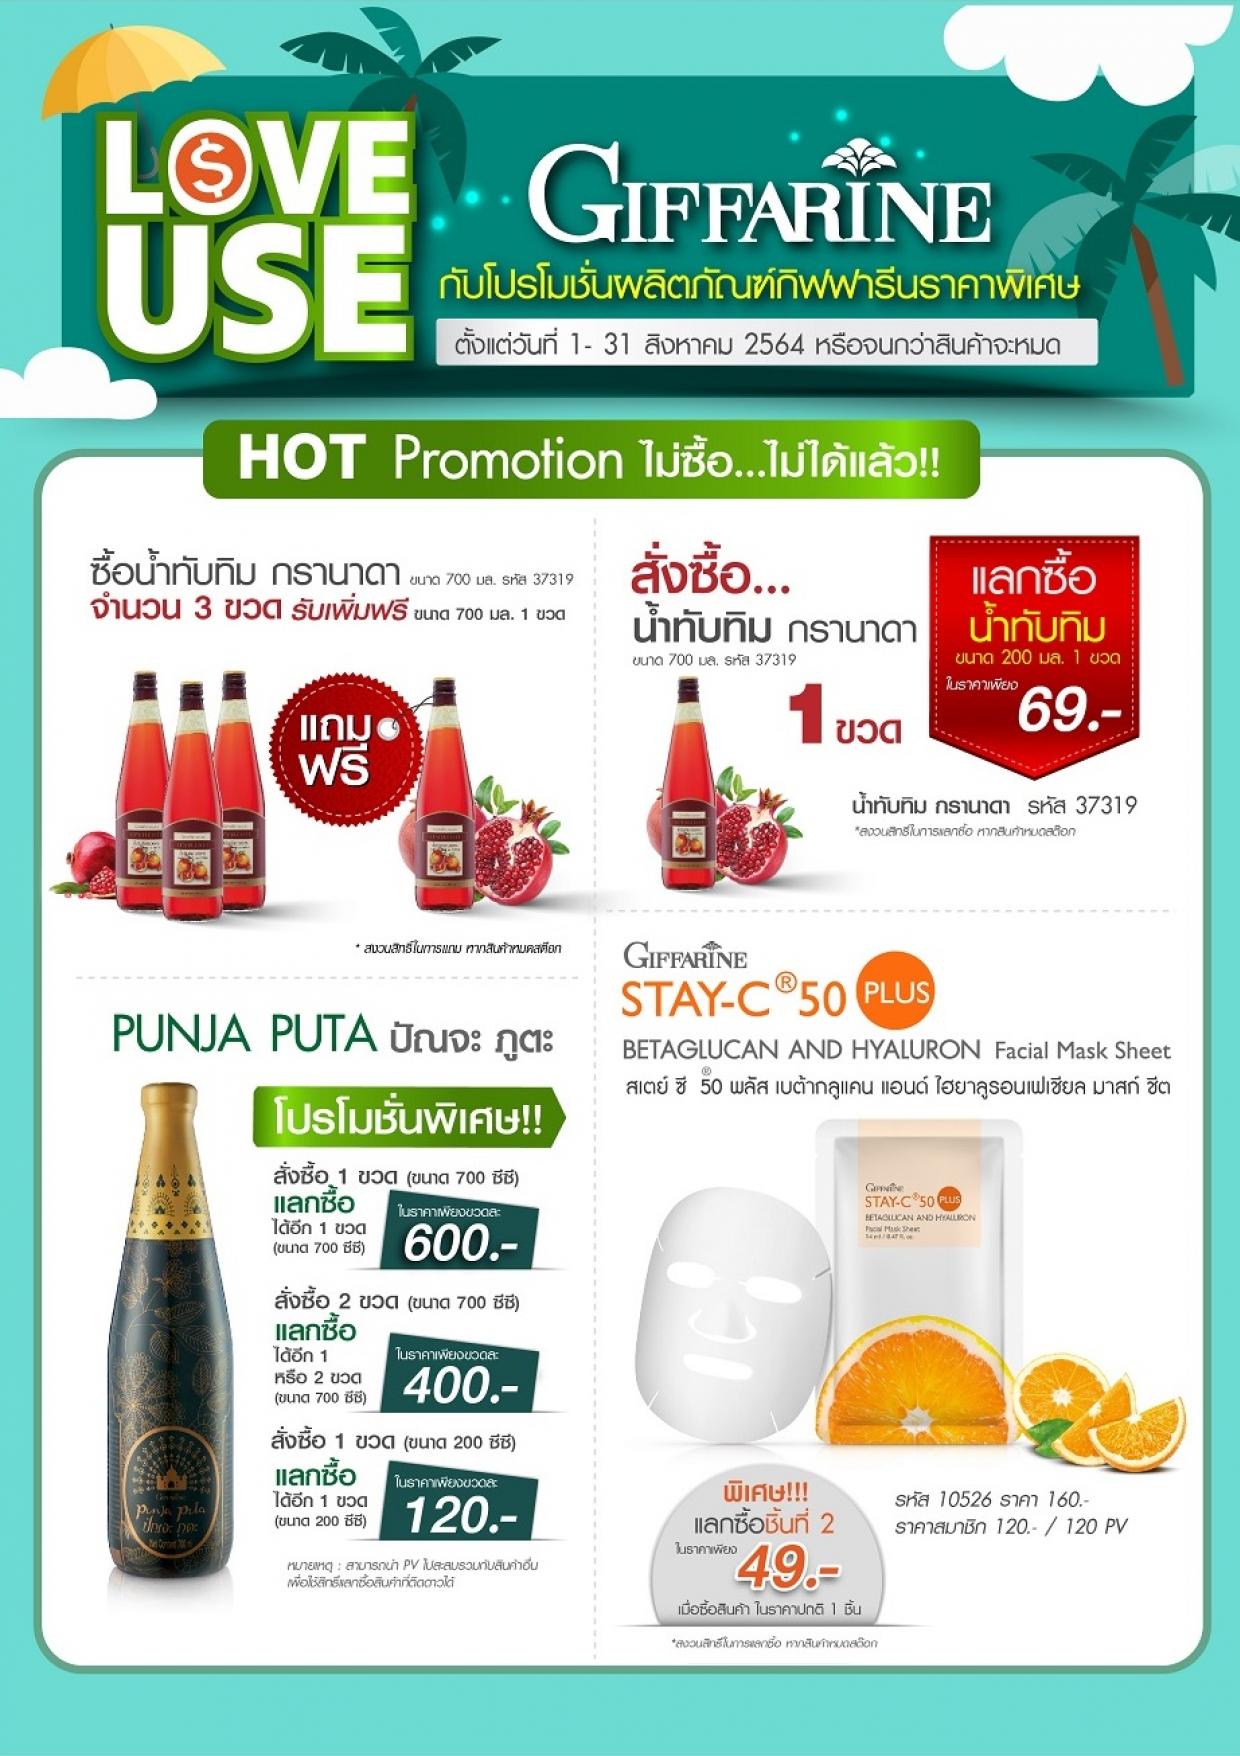 LOVE
USE
GIFFARINE
กับโปรโมชั่นผลิตภัณฑ์กิฟฟารีนราคาพิเศษ
ตั้งแต่วันที่ 1- 31 สิงหาคม 2564 หรือจนกว่าสินค้าจะหมด
HOT Promotion ไม่ซื้อ...ไม่ได้แล้ว!!
ซื้อน้ำทับทิม กรานาดา ขนาด 700 มล. รหัส 37319
จำนวน 3 ขวด รับเพิ่มฟรี ขนาด 700 มล. 1 ขวด
แถม
ฟรี
* สงวนสิทธิ์ในการแถม หากสินค้าหมดสต๊อก
สั่งซื้อ...
น้ำทับทิม กรานาดา
ขนาด 700 มล. รหัส 37319
1 ขวด
แลกซื้อ
น้ำทับทิม
ขนาด 200 มล. 1 ขวด
ในราคาเพียง
69.-
น้ำทับทิม กรานาดา รหัส 37319
*สงวนสิทธิ์ในการแลกซื้อ หากสินค้าหมดสต๊อก
PUNJA PUTA ปัณจะ ภูตะ
โปรโมชั่นพิเศษ!!
สั่งซื้อ 1 ขวด (ขนาด 700 ซีซี)
แลกซื้อ
ได้อีก 1 ขวด
(ขนาด 700 ซีซี)
ในราคาเพียงขวดละ
600.-
สั่งซื้อ 2 ขวด (ขนาด 700 ซีซี)
แลกซื้อ
ได้อีก 1
หรือ 2 ขวด
(ขนาด 700 ซีซี)
ในราคาเพียงขวดละ
400.-
สั่งซื้อ 1 ขวด (ขนาด 200 ซีซี)
แลกซื้อ
ได้อีก 1 ขวด
(ขนาด 200 ซีซี)
ในราคาเพียงขวดละ
120.-
หมายเหตุ : สามารถนำ PV ไปสะสมรวมกับสินค้าอื่น
เพื่อใช้สิทธิ์แลกซื้อสินค้าที่ติดดาวได้
Giffarine
Punja Puta
ปัณจะ ภูตะ
Net Content 700 ml
GIFFARINE
STAY-C®50 PLUS
BETAGLUCAN AND HYALURON Facial Mask Sheet
สเตย์ ซี ®50 พลัส เบต้ากลูแคน แอนด์ ไฮยาลูรอนเฟเชียล มาสก์ ชีต
GIFFARINE
STAY-C®50 PLUS
BETAGLUCAN AND HYALURON
Facial Mask Sheet
14 ml / 0.47 fl. oz.
พิเศษ!!!
แลกซื้อชิ้นที่ 2
ในราคาเพียง
49.-
เมื่อซื้อสินค้า ในราคาปกติ 1 ชิ้น
*สงวนสิทธิ์ในการแลกซื้อ หากสินค้าหมดสต๊อก
รหัส 10526 ราคา 160.-
ราคาสมาชิก 120.- / 120 PV